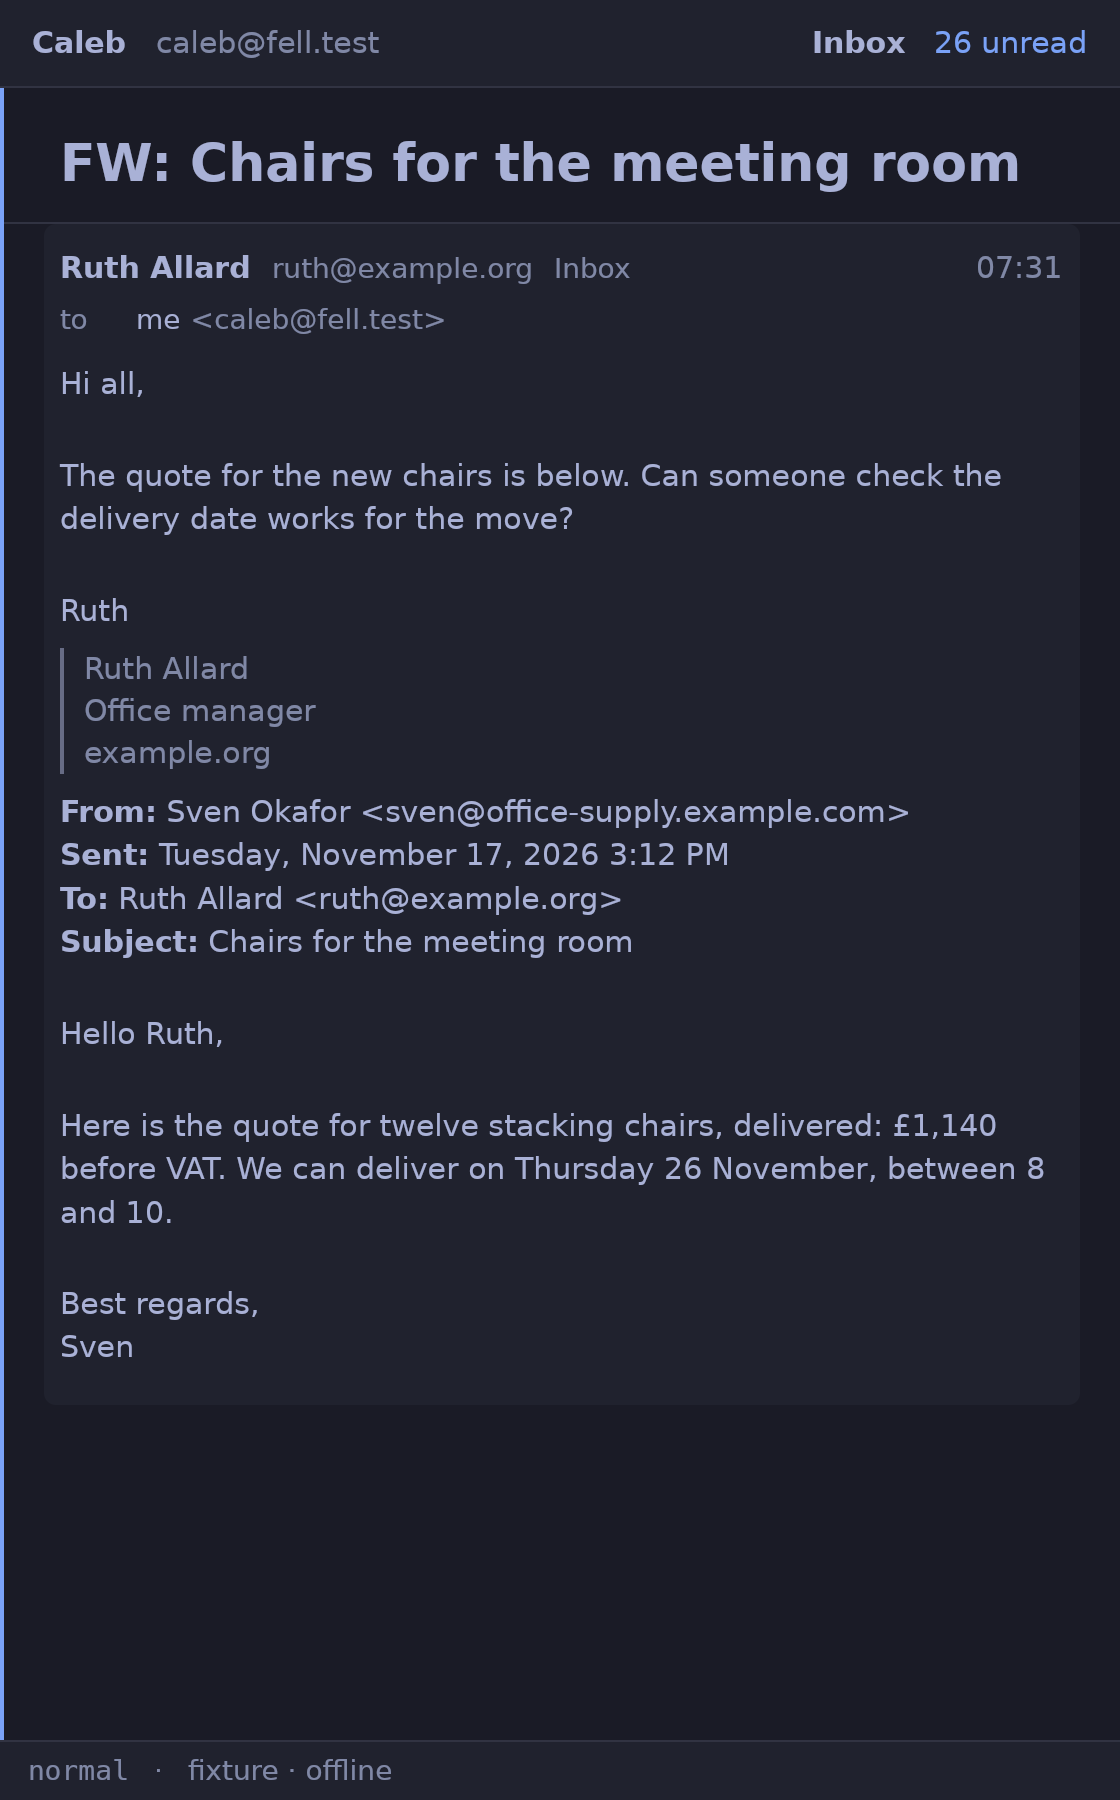 Caleb caleb@fell.test Inbox 26 unread
FW: Chairs for the meeting room
Ruth Allard ruth@example.org Inbox 07:31
to me <caleb@fell.test>
Hi all,
The quote for the new chairs is below. Can someone check the
delivery date works for the move?
Ruth
Ruth Allard
Office manager
example.org
From: Sven Okafor <sven@office-supply.example.com>
Sent: Tuesday, November 17, 2026 3:12 PM
To: Ruth Allard <ruth@example.org>
Subject: Chairs for the meeting room
Hello Ruth,
Here is the quote for twelve stacking chairs, delivered: £1,140
before VAT. We can deliver on Thursday 26 November, between 8
and 10.
Best regards,
Sven
normal · fixture · offline